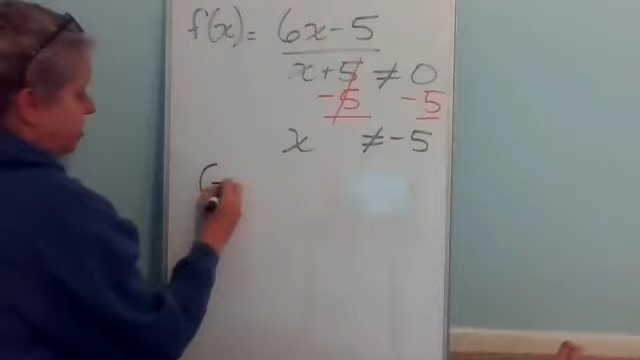 f(x) = 6x - 5
x + 5 ≠ 0
- 5 - 5
x ≠ - 5
(-